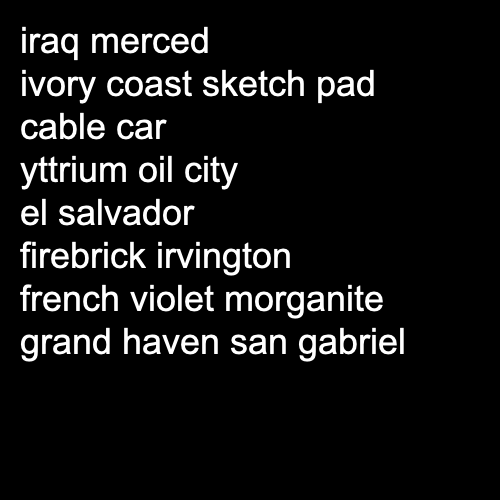 iraq merced
ivory coast sketch pad
cable car
yttrium oil city
el salvador
firebrick irvington
french violet morganite
grand haven san gabriel